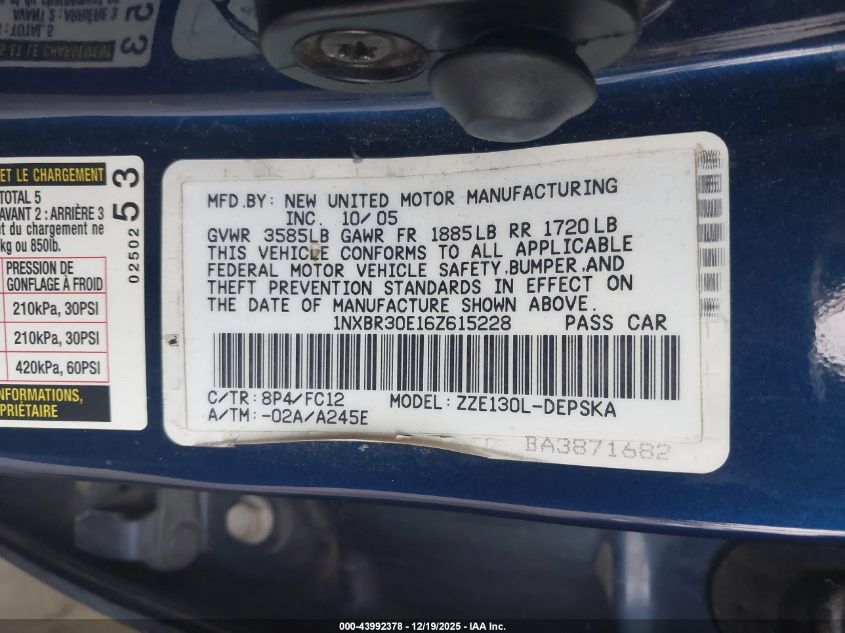 ET LE CHARGEMENT
TOTAL 5
AVANT 2 : ARRIÈRE 3
et du chargement ne
kg ou 850lb.
PRESSION DE
GONFLAGE À FROID
210kPa, 30PSI
210kPa, 30PSI
420kPa, 60PSI
INFORMATIONS,
53
02502
MFD.BY: NEW UNITED MOTOR MANUFACTURING
INC. 10/05
GVWR 3585LB GAWR FR 1885LB RR 1720LB
THIS VEHICLE CONFORMS TO ALL APPLICABLE
FEDERAL MOTOR VEHICLE SAFETY,BUMPER,AND
THEFT PREVENTION STANDARDS IN EFFECT ON
THE DATE OF MANUFACTURE SHOWN ABOVE.
1NXBR30E16Z615228 PASS CAR
C/TR: 8P4/FC12 MODEL: ZZE130L-DEPSKA
A/TM: -02A/A245E
BA3871682
000-43992378 - 12/19/2025 - IAA Inc.